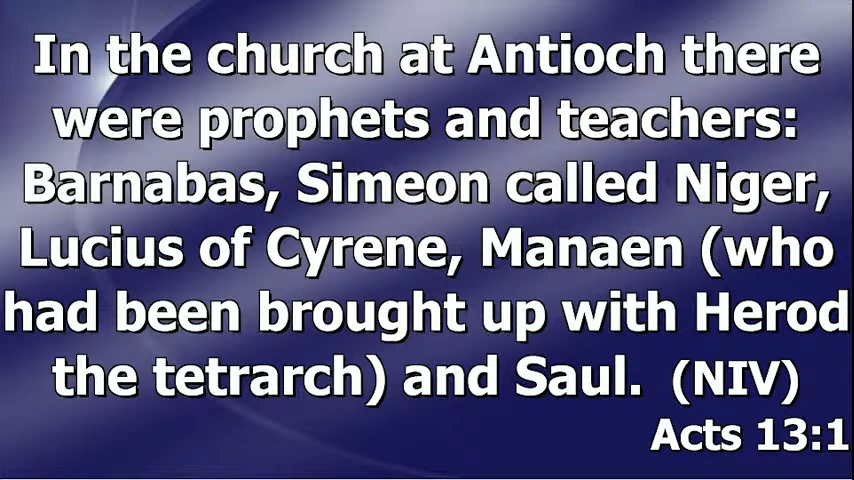 In the church at Antioch there
were prophets and teachers:
Barnabas, Simeon called Niger,
Lucius of Cyrene, Manaen (who
had been brought up with Herod
the tetrarch) and Saul. (NIV)
Acts 13:1